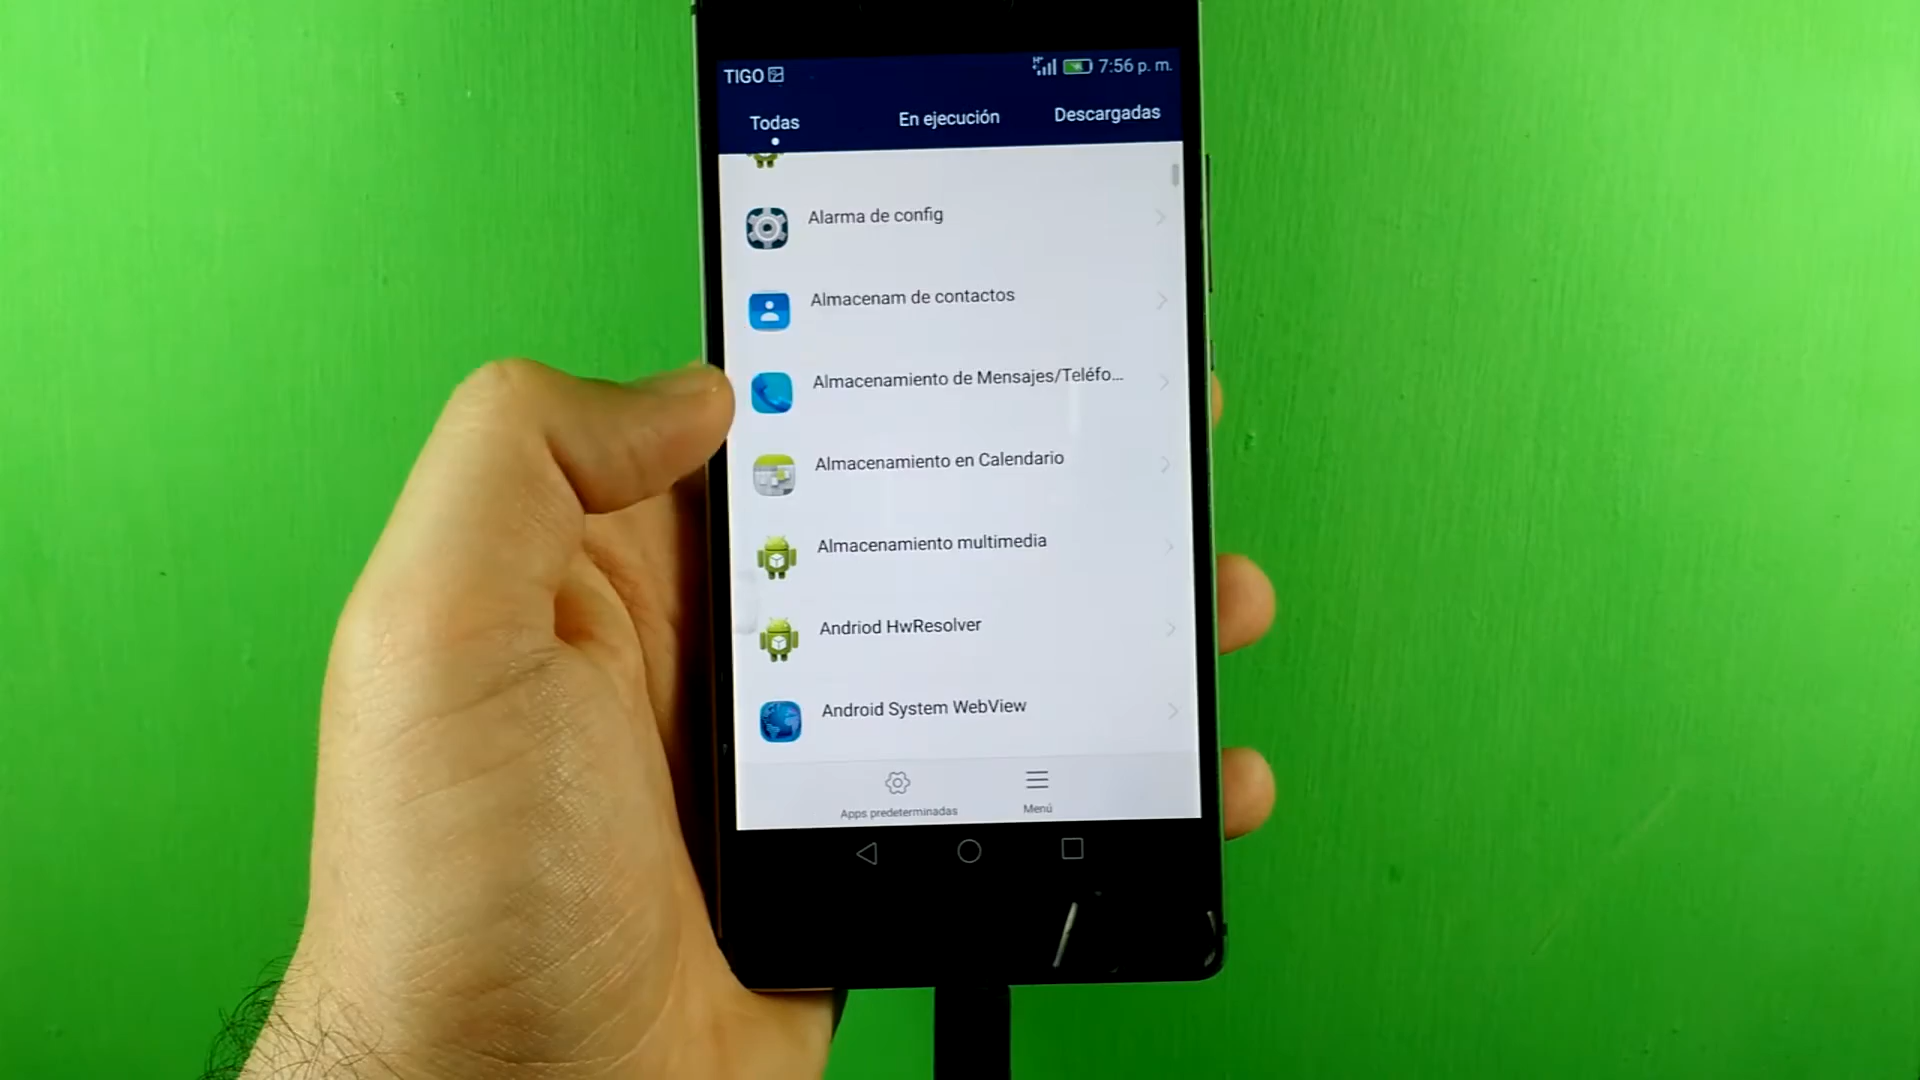 TIGO
7:56 p. m.
Todas
En ejecución
Descargadas
Alarma de config
Almacenam de contactos
Almacenamiento de Mensajes/Teléfo...
Almacenamiento en Calendario
Almacenamiento multimedia
Andriod HwResolver
Android System WebView
Apps predeterminadas
Menú